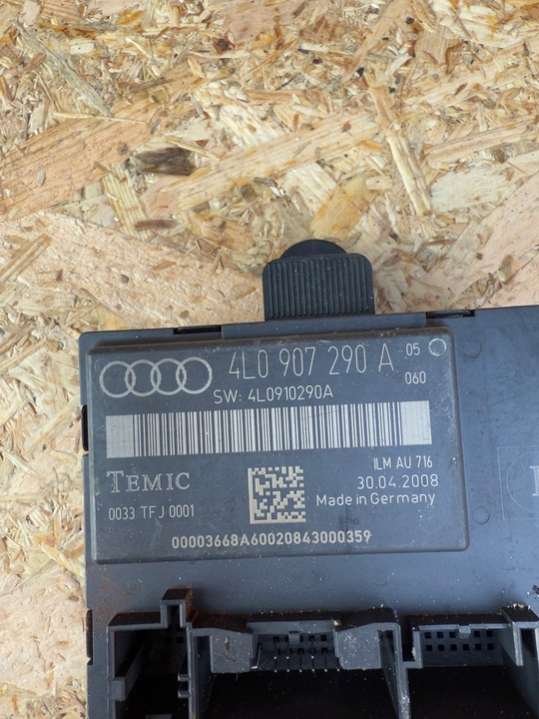 4L0 907 290 A 05
SW: 4L0910290A 060
ILM AU 716
TEMIC 30.04.2008
0033 TFJ 0001 Made in Germany
00003668A60020843000359